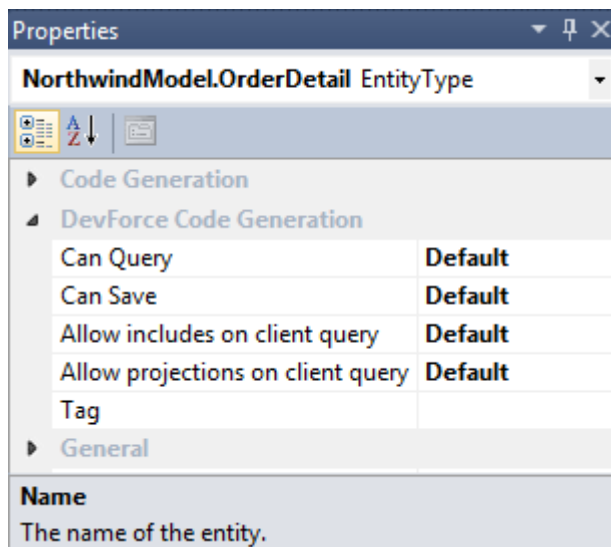 Properties
NorthwindModel.OrderDetail EntityType
Code Generation
DevForce Code Generation
Can Query Default
Can Save Default
Allow includes on client query Default
Allow projections on client query Default
Tag
General
Name
The name of the entity.